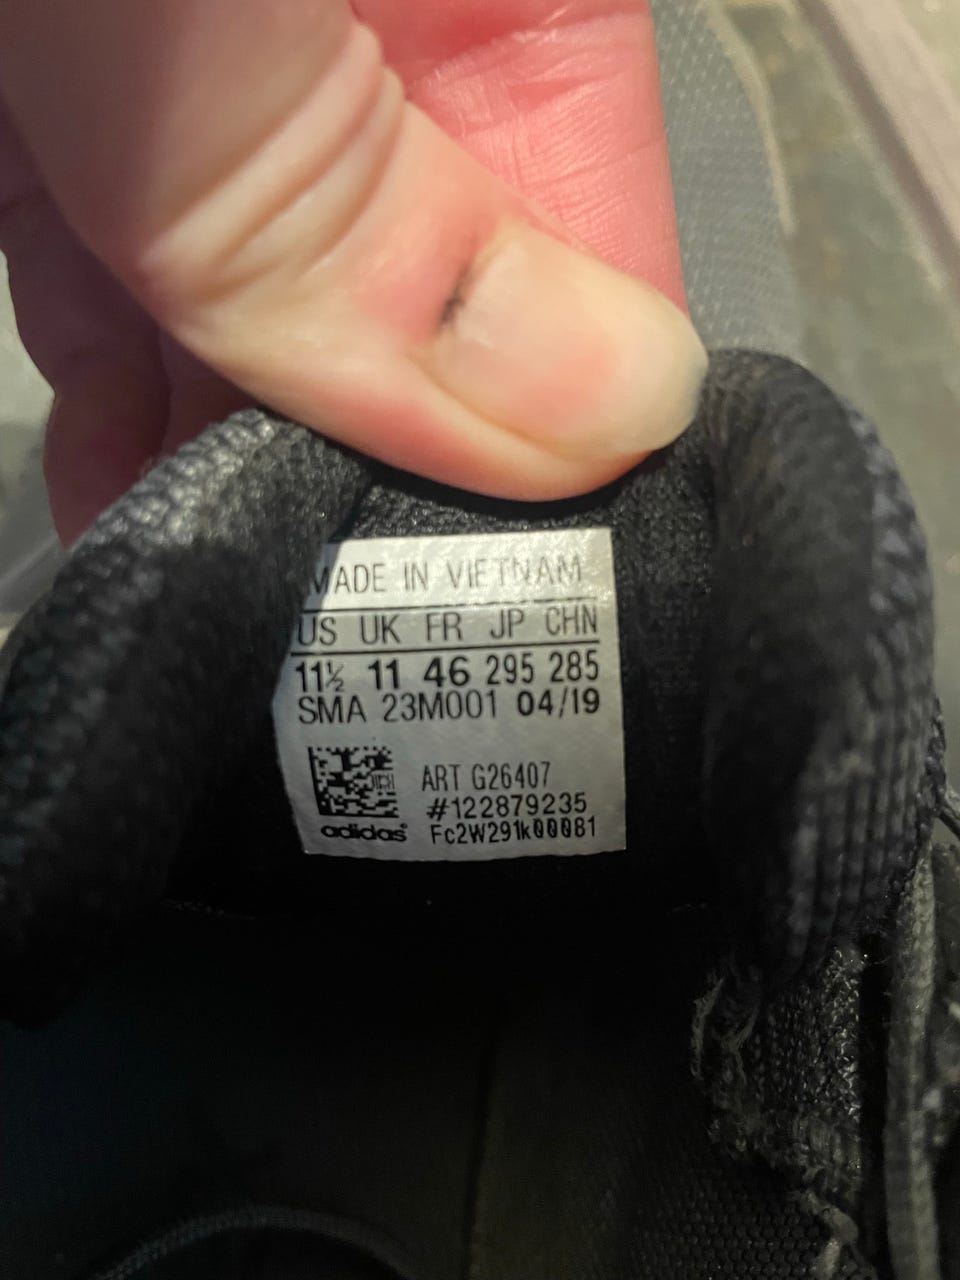 MADE IN VIETNAM
US UK FR JP CHN
11½ 11 46 295 285
SMA 23M001 04/19
ART G26407
#122879235
adidas® Fc2W291k00081